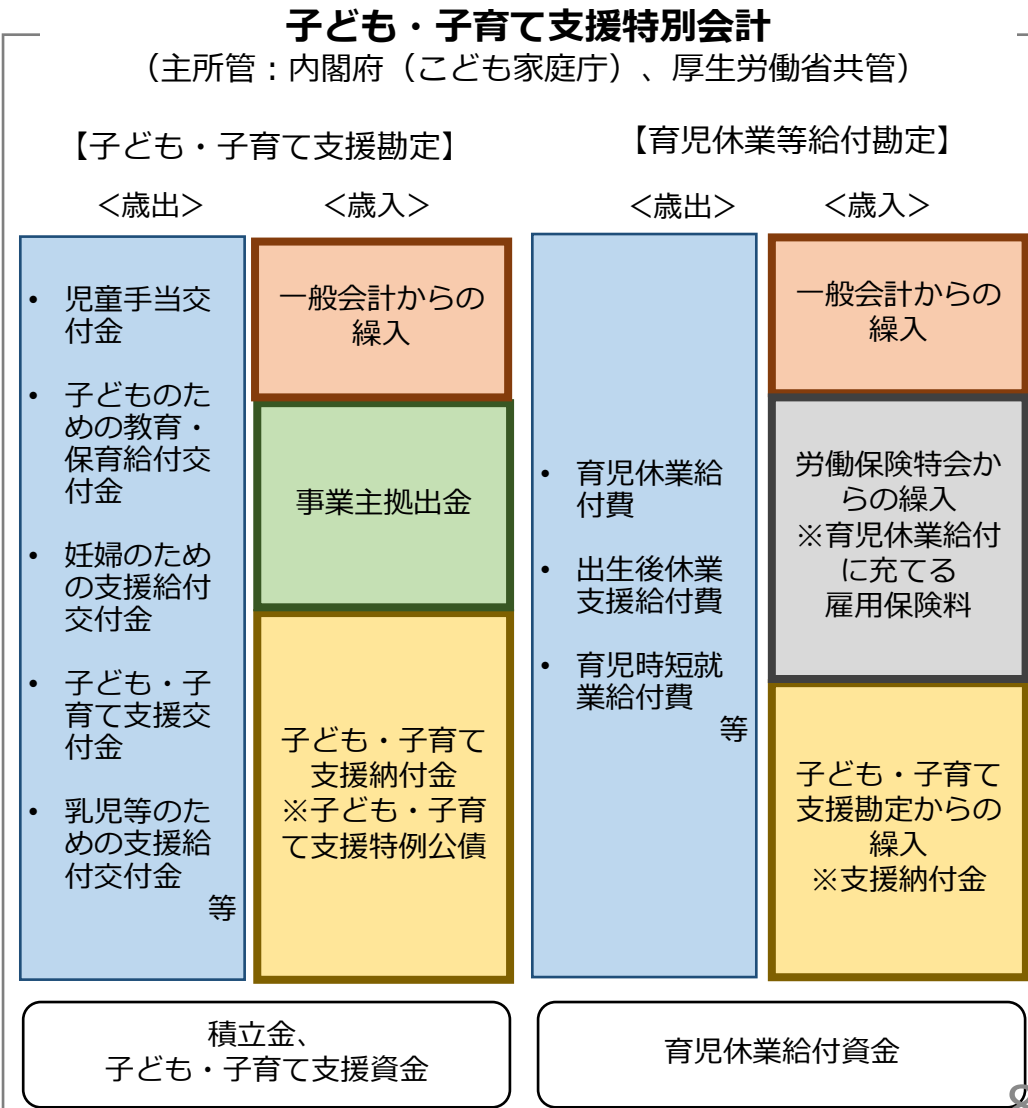 子ども・子育て支援特別会計
（主所管：内閣府（こども家庭庁）、厚生労働省共管）
【子ども・子育て支援勘定】
＜歳出＞
＜歳入＞
• 児童手当交
付金
• 子どものた
めの教育・
保育給付交
付金
• 妊婦のため
の支援給付
交付金
• 子ども・子
育て支援交
付金
• 乳児等のた
めの支援給
付交付金
等
一般会計からの
繰入
事業主拠出金
子ども・子育て
支援納付金
※子ども・子育
て支援特例公債
積立金、
子ども・子育て支援資金
【育児休業等給付勘定】
＜歳出＞
＜歳入＞
• 育児休業給
付費
• 出生後休業
支援給付費
• 育児時短就
業給付費
等
一般会計からの
繰入
労働保険特会か
らの繰入
※育児休業給付
に充てる
雇用保険料
子ども・子育て
支援勘定からの
繰入
※支援納付金
育児休業給付資金